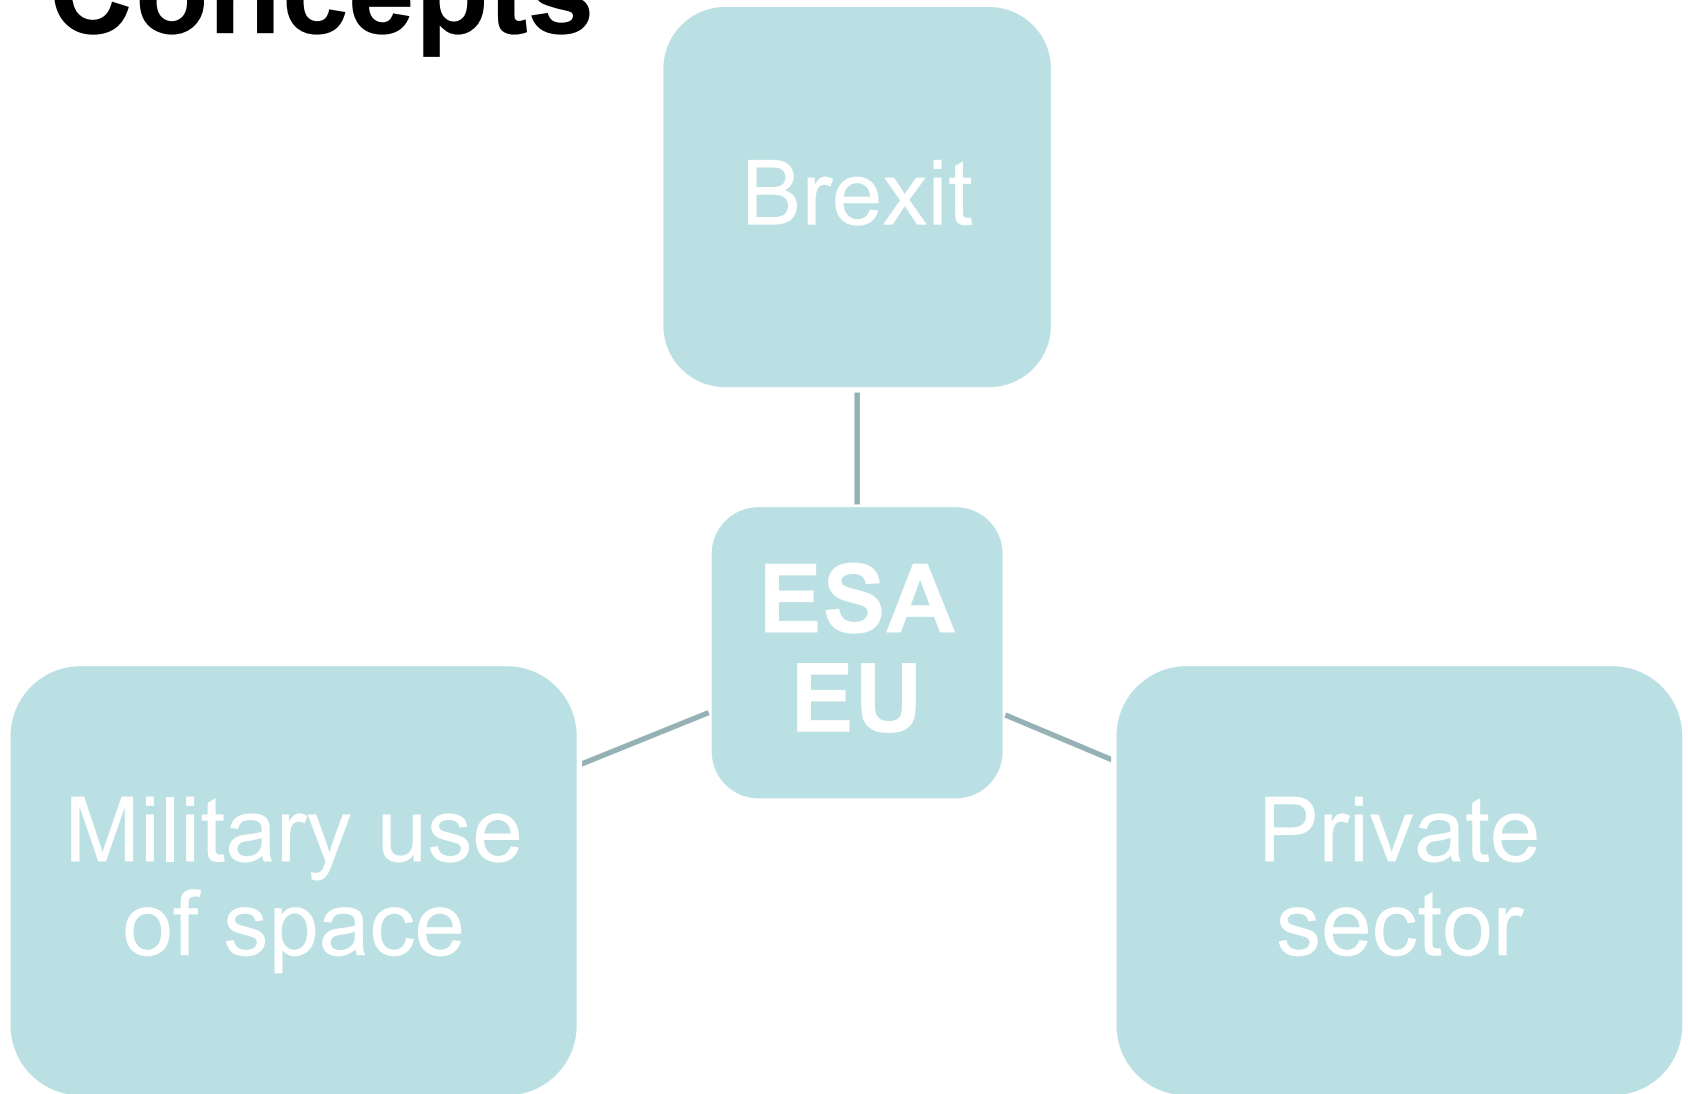 Concepts
Brexit
ESA
EU
Military use
of space
Private
sector